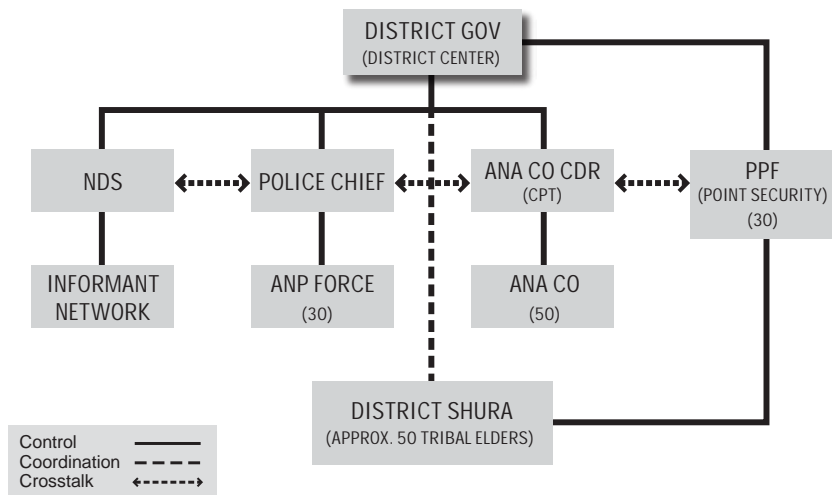 DISTRICT GOV
(DISTRICT CENTER)
NDS
POLICE CHIEF
ANA CO CDR
(CPT)
PPF
(POINT SECURITY)
(30)
INFORMANT
NETWORK
ANP FORCE
(30)
ANA CO
(50)
DISTRICT SHURA
(APPROX. 50 TRIBAL ELDERS)
Control
Coordination
Crosstalk